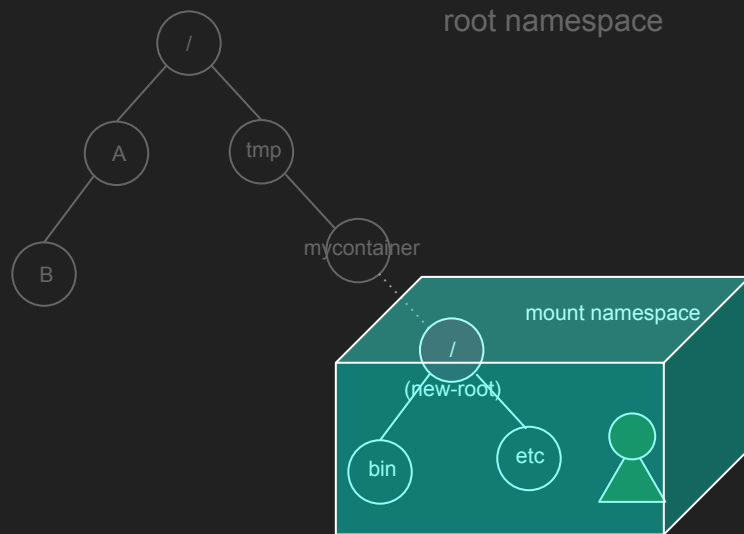 root namespace
/
A
tmp
mycontainer
B
mount namespace
/
(new-root)
bin
etc